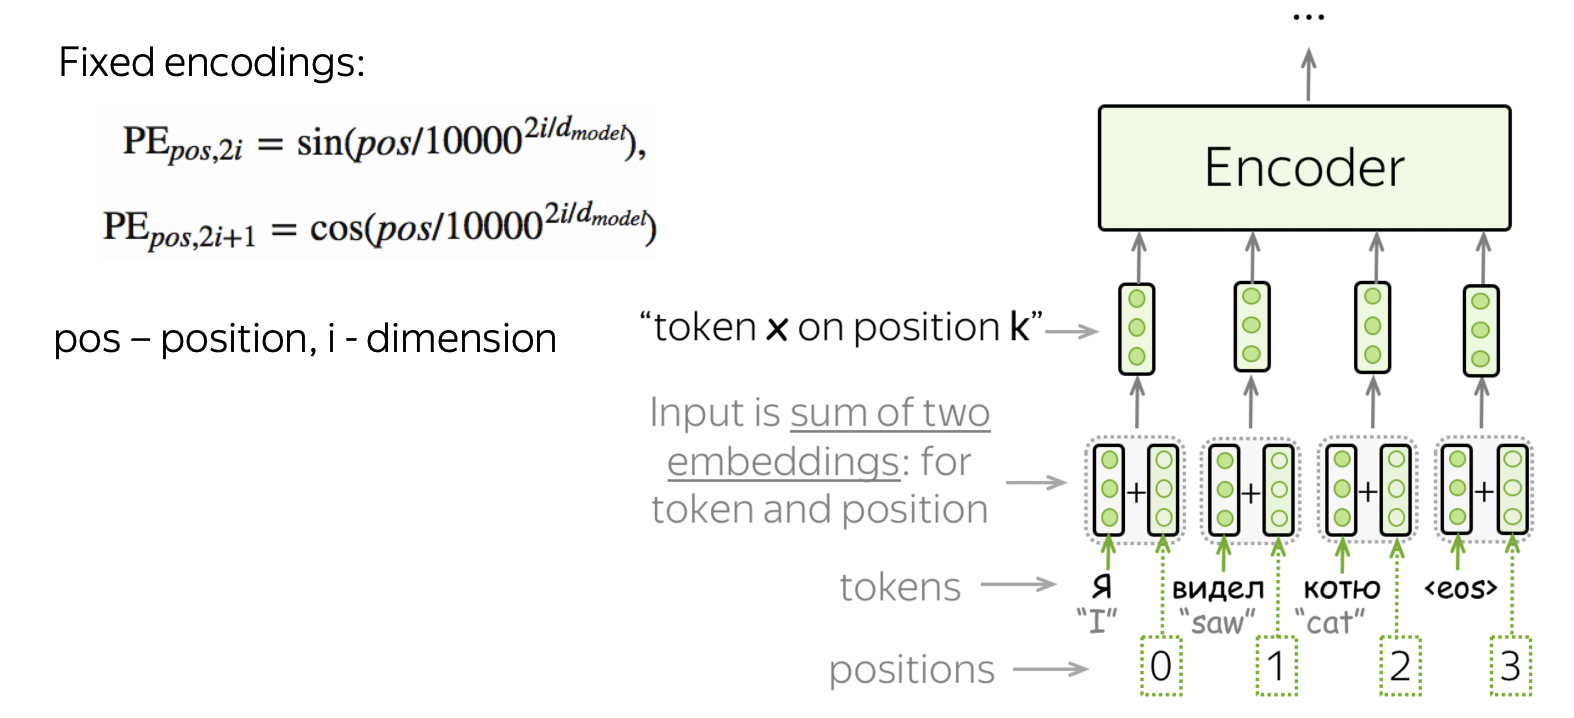 ...
Fixed encodings:
PE_{pos,2i} = sin(pos/10000^{2i/d_{model}}),
PE_{pos,2i+1} = cos(pos/10000^{2i/d_{model}})
pos – position, i - dimension
Encoder
“token x on position k”
Input is sum of two
embeddings: for
token and position
+ + + +
tokens Я видел котю <eos>
“I” “saw” “cat”
positions 0 1 2 3